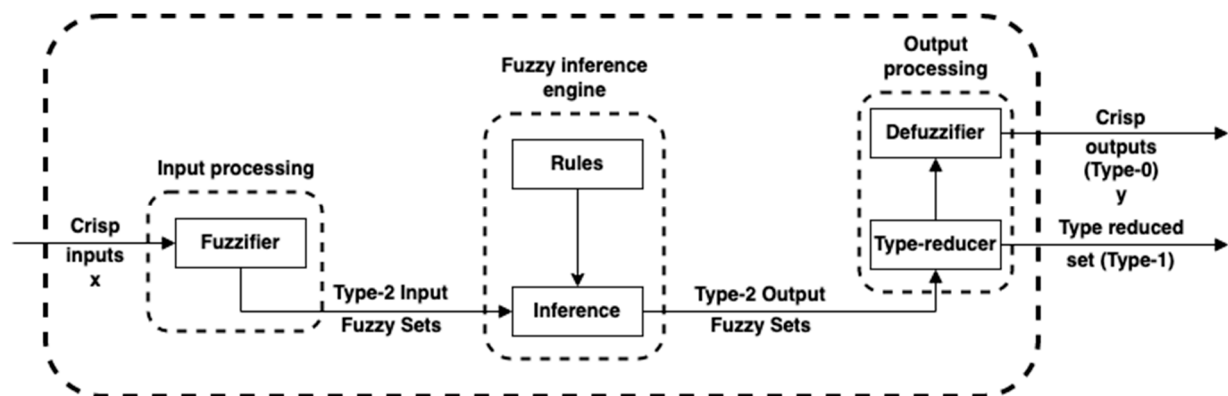 Output
processing
Fuzzy inference
engine
Defuzzifier
Crisp
outputs
(Type-0)
y
Rules
Input processing
Crisp
inputs
x
Fuzzifier
Type-reducer
Type reduced
set (Type-1)
Type-2 Input
Fuzzy Sets
Inference
Type-2 Output
Fuzzy Sets